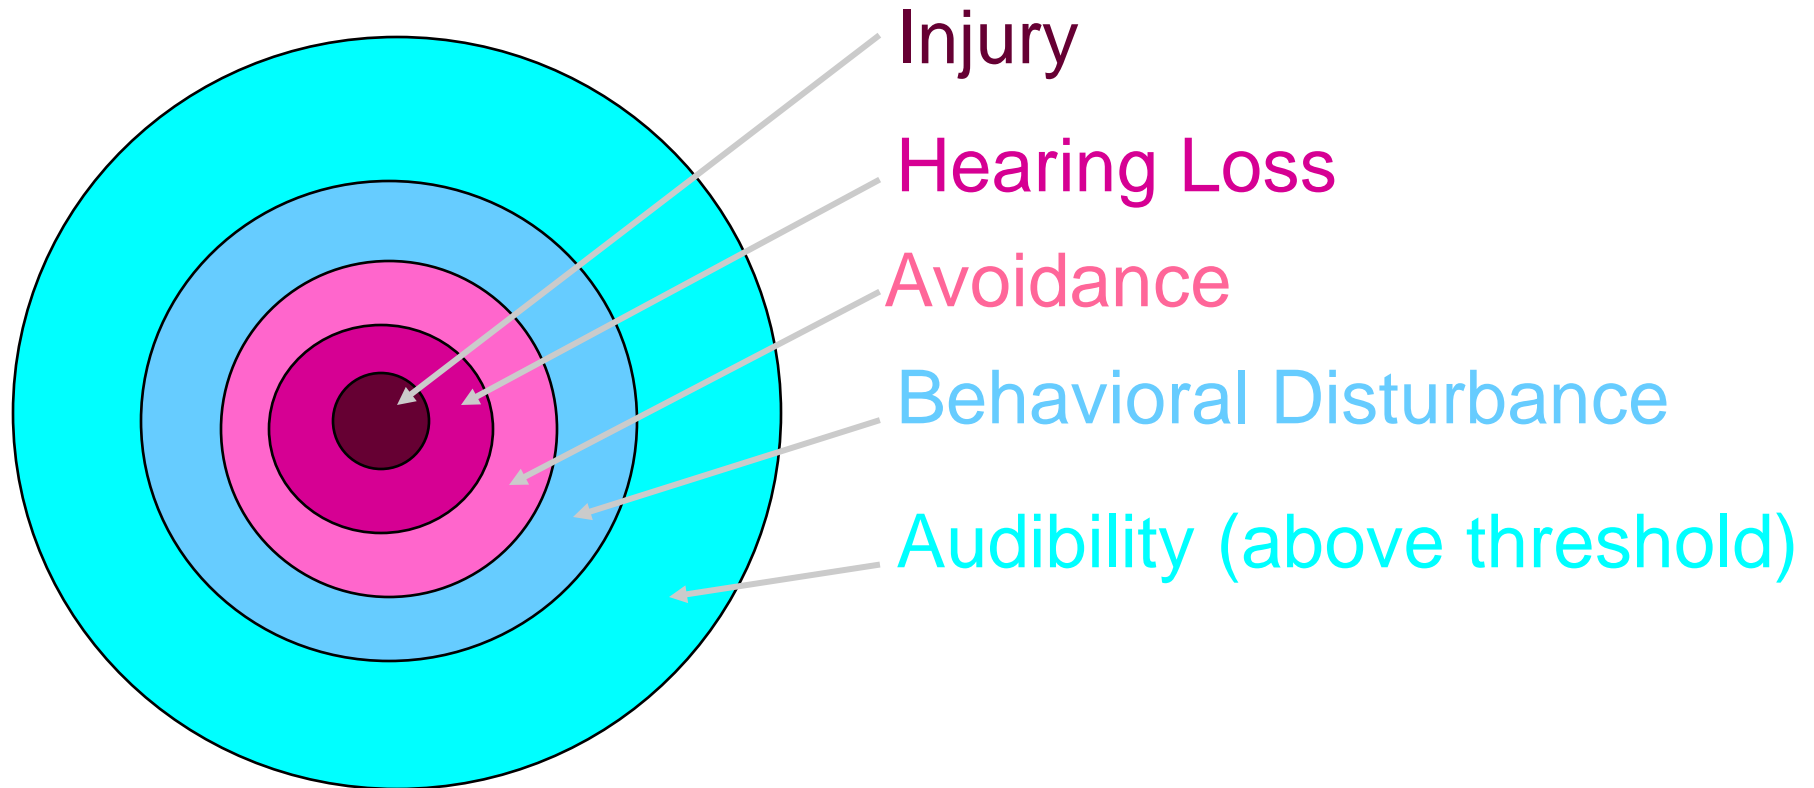 Injury
Hearing Loss
Avoidance
Behavioral Disturbance
Audibility (above threshold)